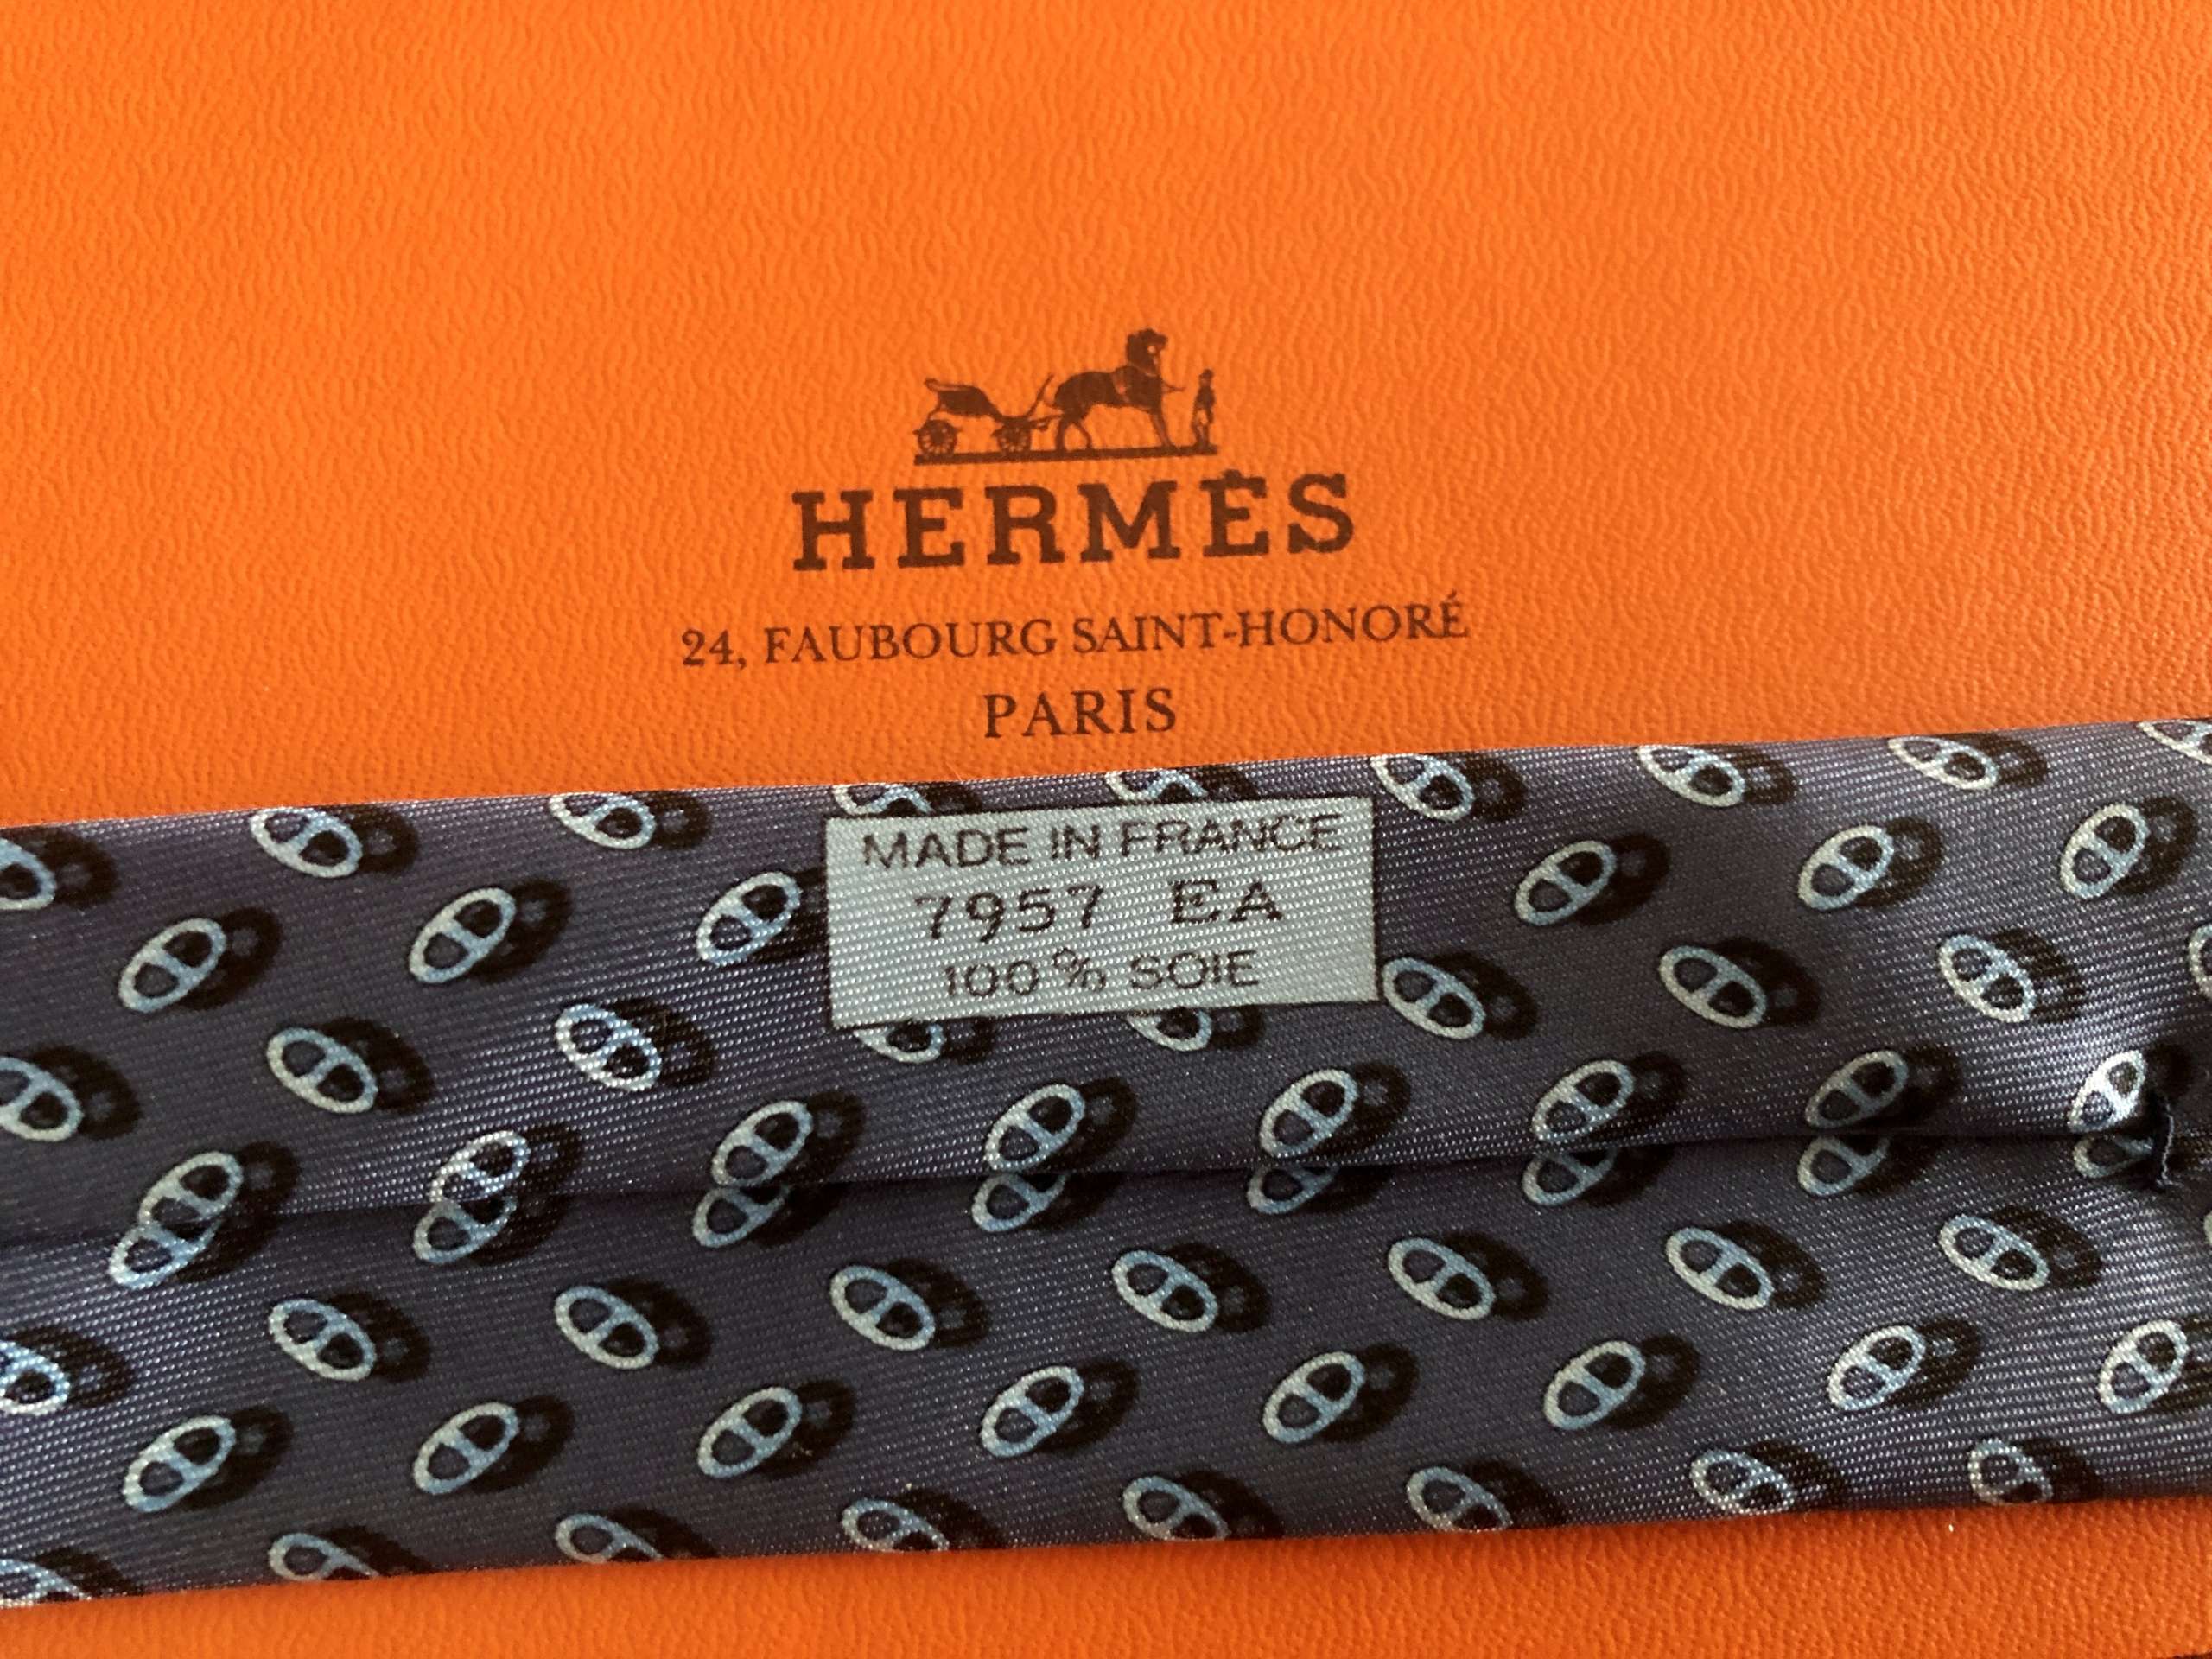 HERMÈS
24, FAUBOURG SAINT-HONORÉ
PARIS
MADE IN FRANCE
7957 EA
100% SOIE